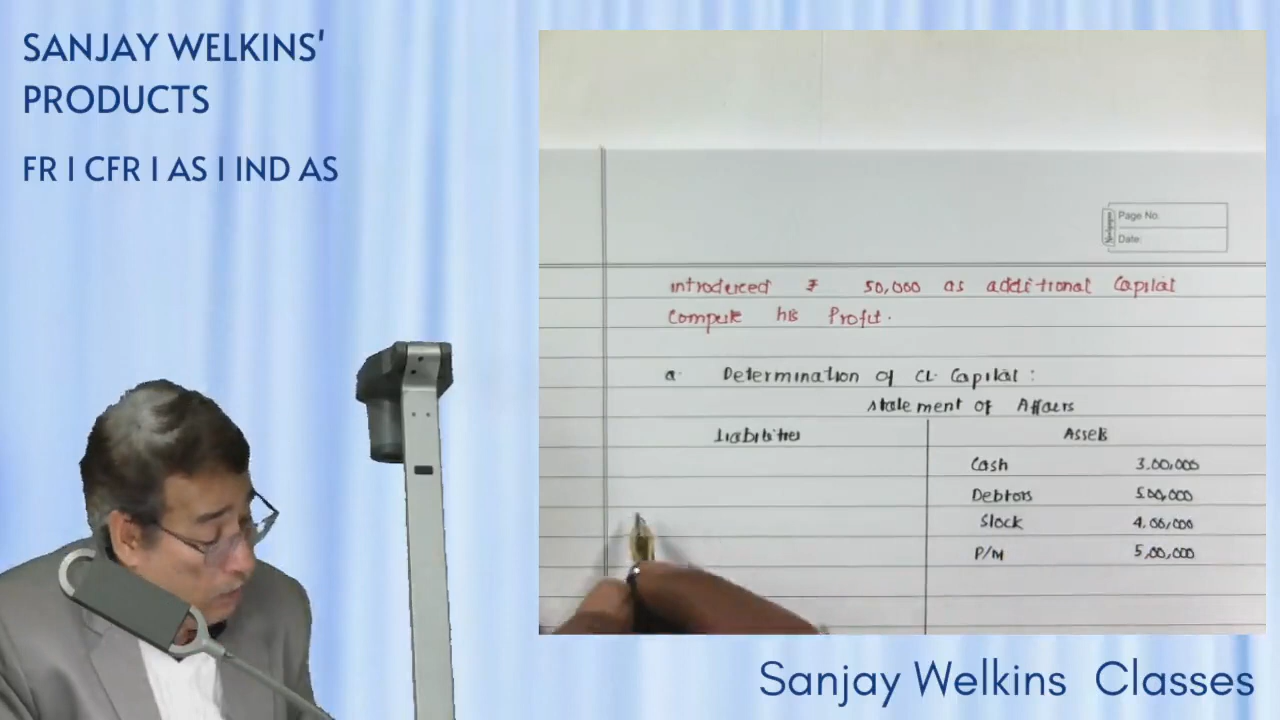 SANJAY WELKINS'
PRODUCTS
FR I CFR I AS I IND AS
Page No.
Date:
introduced ₹ 50,000 as additional Capital
Compute his Profit.
a. Determination of Cl. Capital :
Statement of Affairs
Liabilities Assets
Cash 3,00,000
Debtors 5,00,000
Stock 4,00,000
P/M 5,00,000
Sanjay Welkins Classes